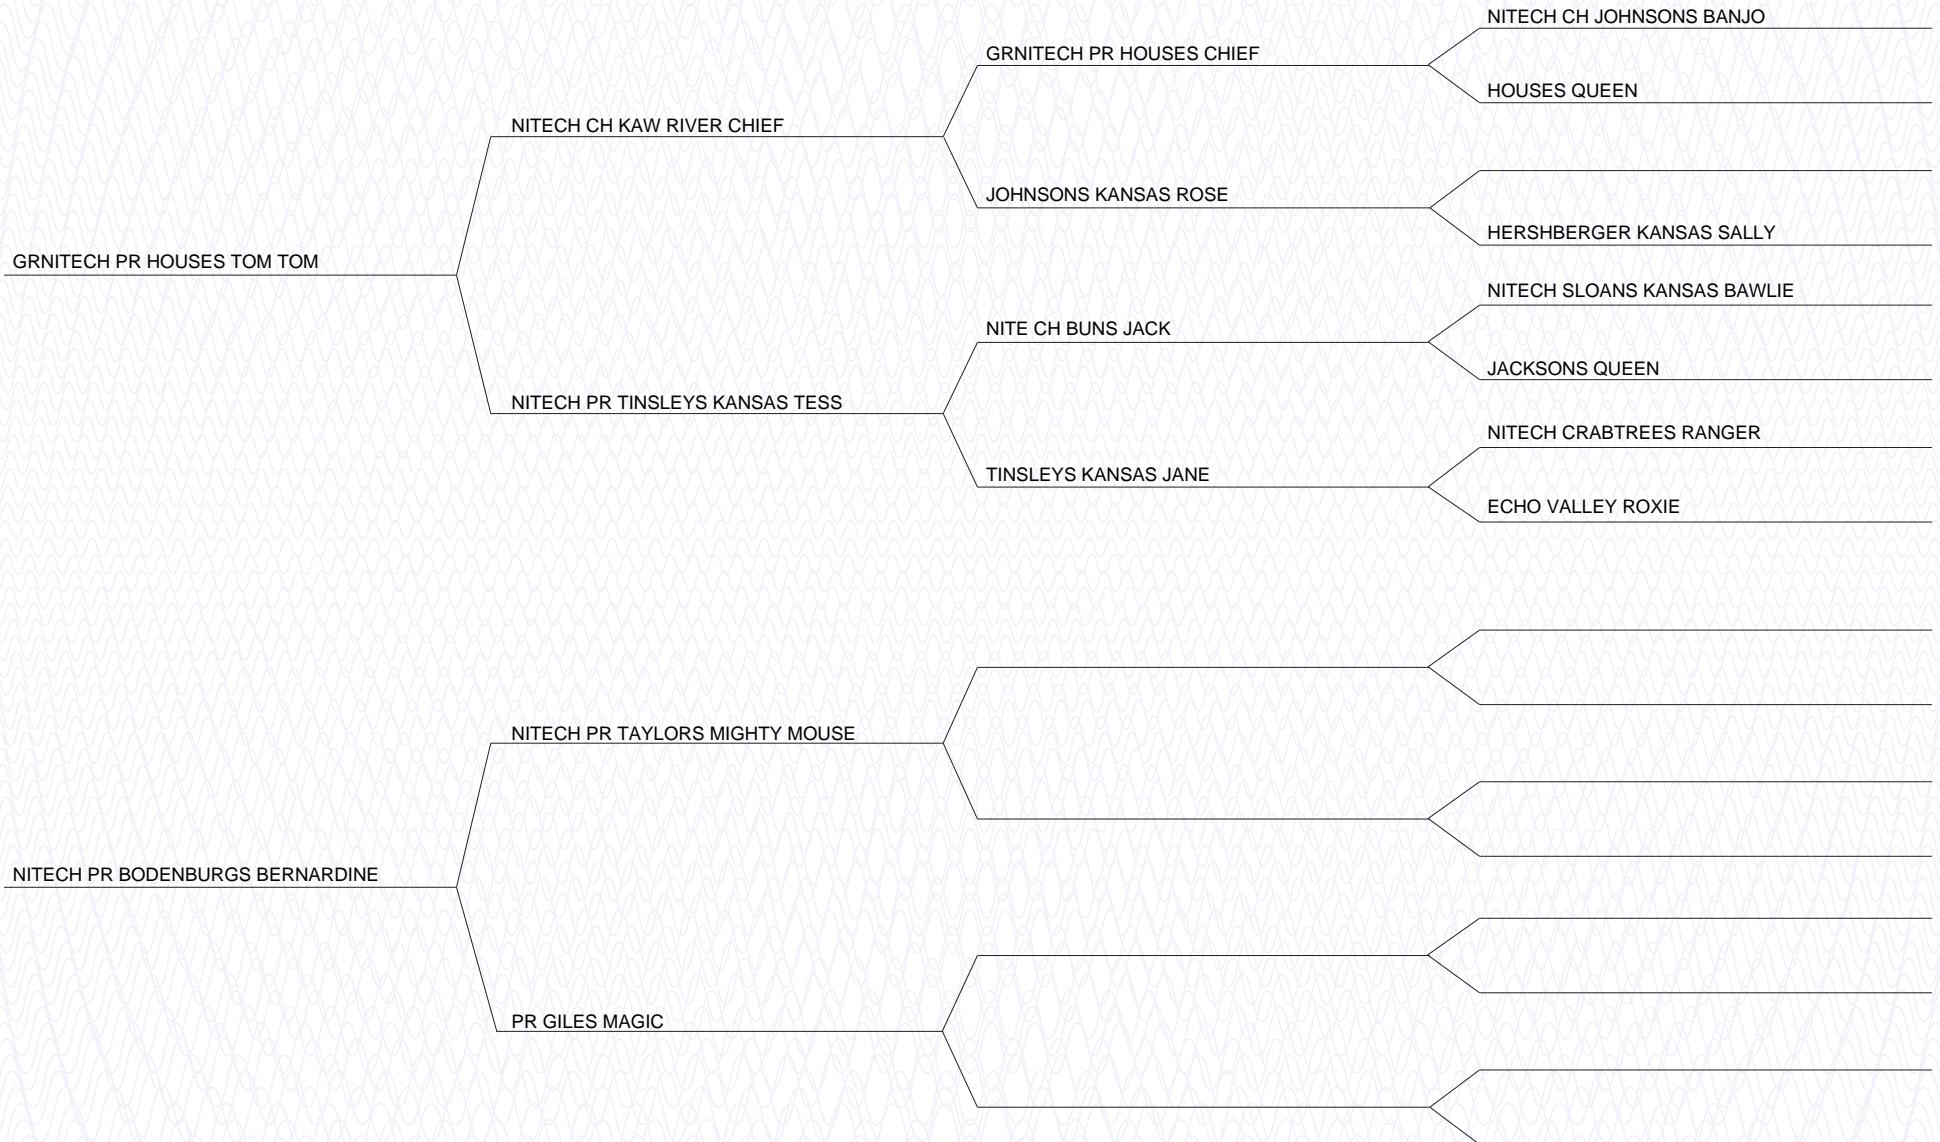 NITECH CH JOHNSONS BANJO
GRNITECH PR HOUSES CHIEF
HOUSES QUEEN
NITECH CH KAW RIVER CHIEF
JOHNSONS KANSAS ROSE
HERSHBERGER KANSAS SALLY
GRNITECH PR HOUSES TOM TOM
NITECH SLOANS KANSAS BAWLIE
NITE CH BUNS JACK
JACKSONS QUEEN
NITECH PR TINSLEYS KANSAS TESS
NITECH CRABTREES RANGER
TINSLEYS KANSAS JANE
ECHO VALLEY ROXIE
NITECH PR TAYLORS MIGHTY MOUSE
NITECH PR BODENBURGS BERNARDINE
PR GILES MAGIC